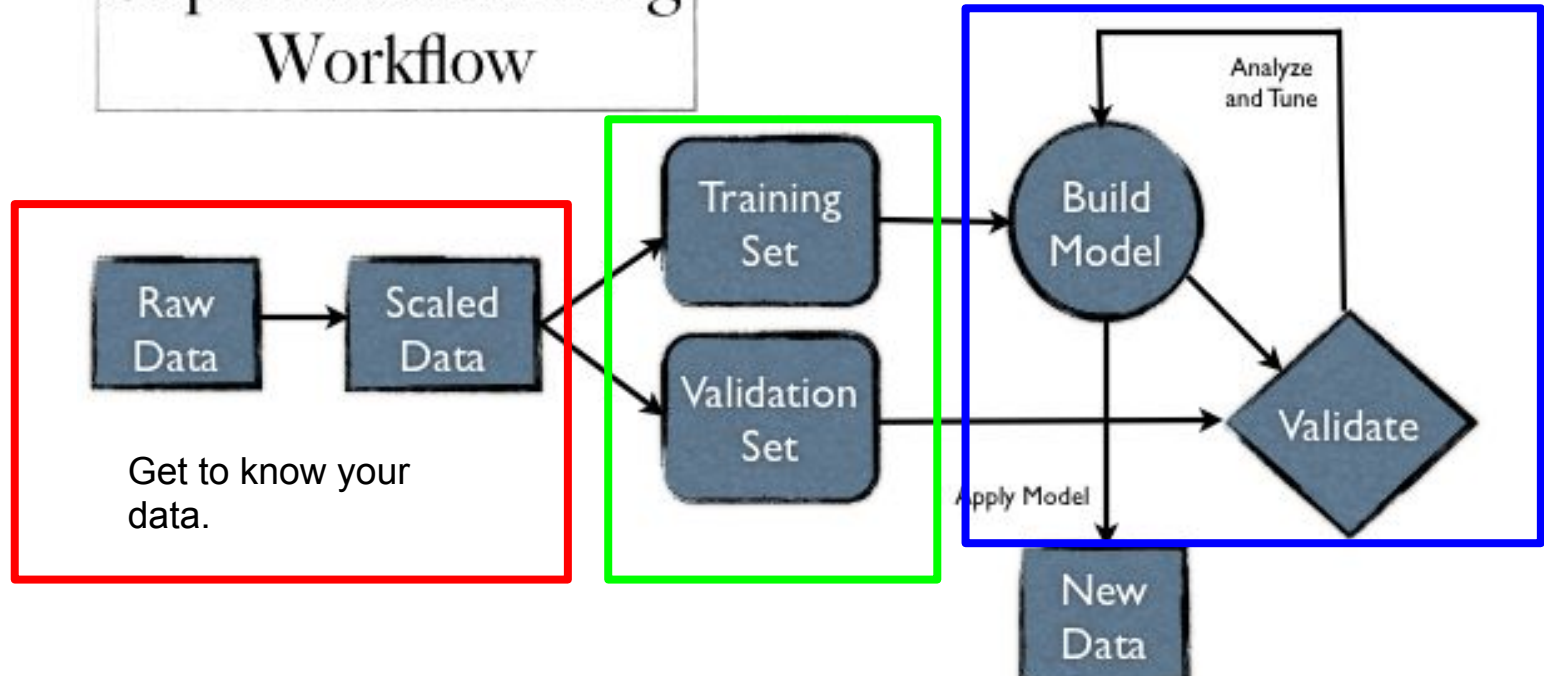 Workflow
Analyze
and Tune
Training
Set
Build
Model
Raw
Data
Scaled
Data
Validation
Set
Validate
Get to know your
data.
Apply Model
New
Data